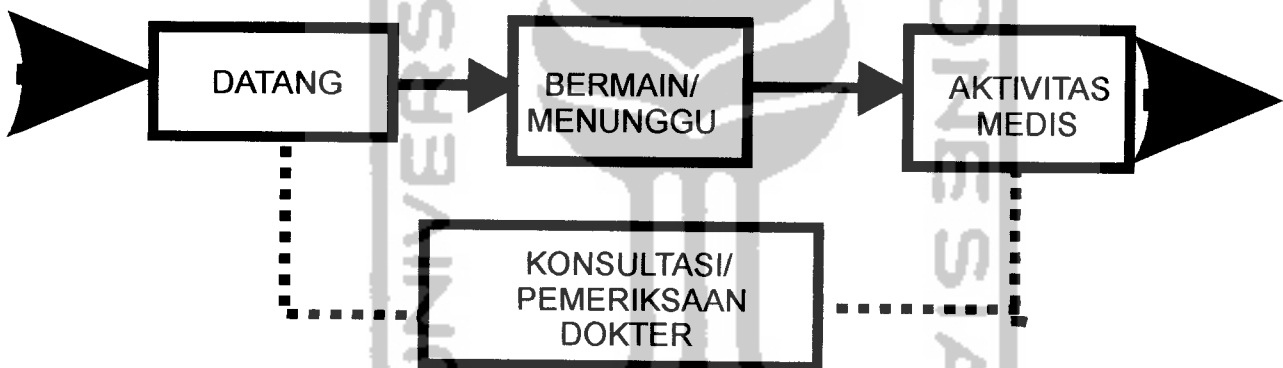 DATANG
BERMAIN/
MENUNGGU
AKTIVITAS
MEDIS
KONSULTASI/
PEMERIKSAAN
DOKTER